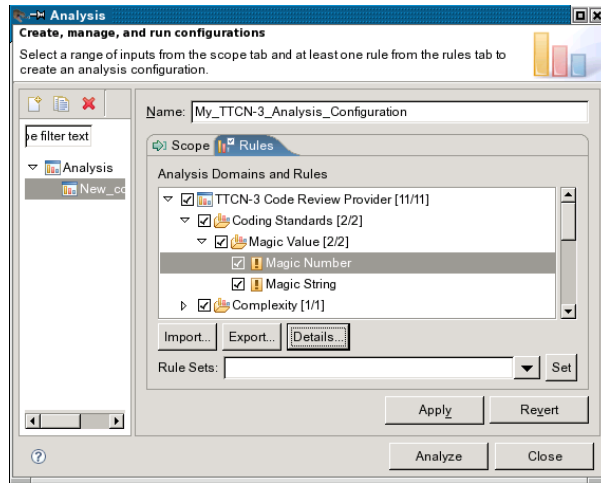 Analysis
Create, manage, and run configurations
Select a range of inputs from the scope tab and at least one rule from the rules tab to
create an analysis configuration.
Name: My_TTCN-3_Analysis_Configuration
pe filter text
Scope Rules
Analysis
New_co
Analysis Domains and Rules
TTCN-3 Code Review Provider [11/11]
Coding Standards [2/2]
Magic Value [2/2]
Magic Number
Magic String
Complexity [1/1]
Import... Export... Details...
Rule Sets: Set
Apply Revert
Analyze Close